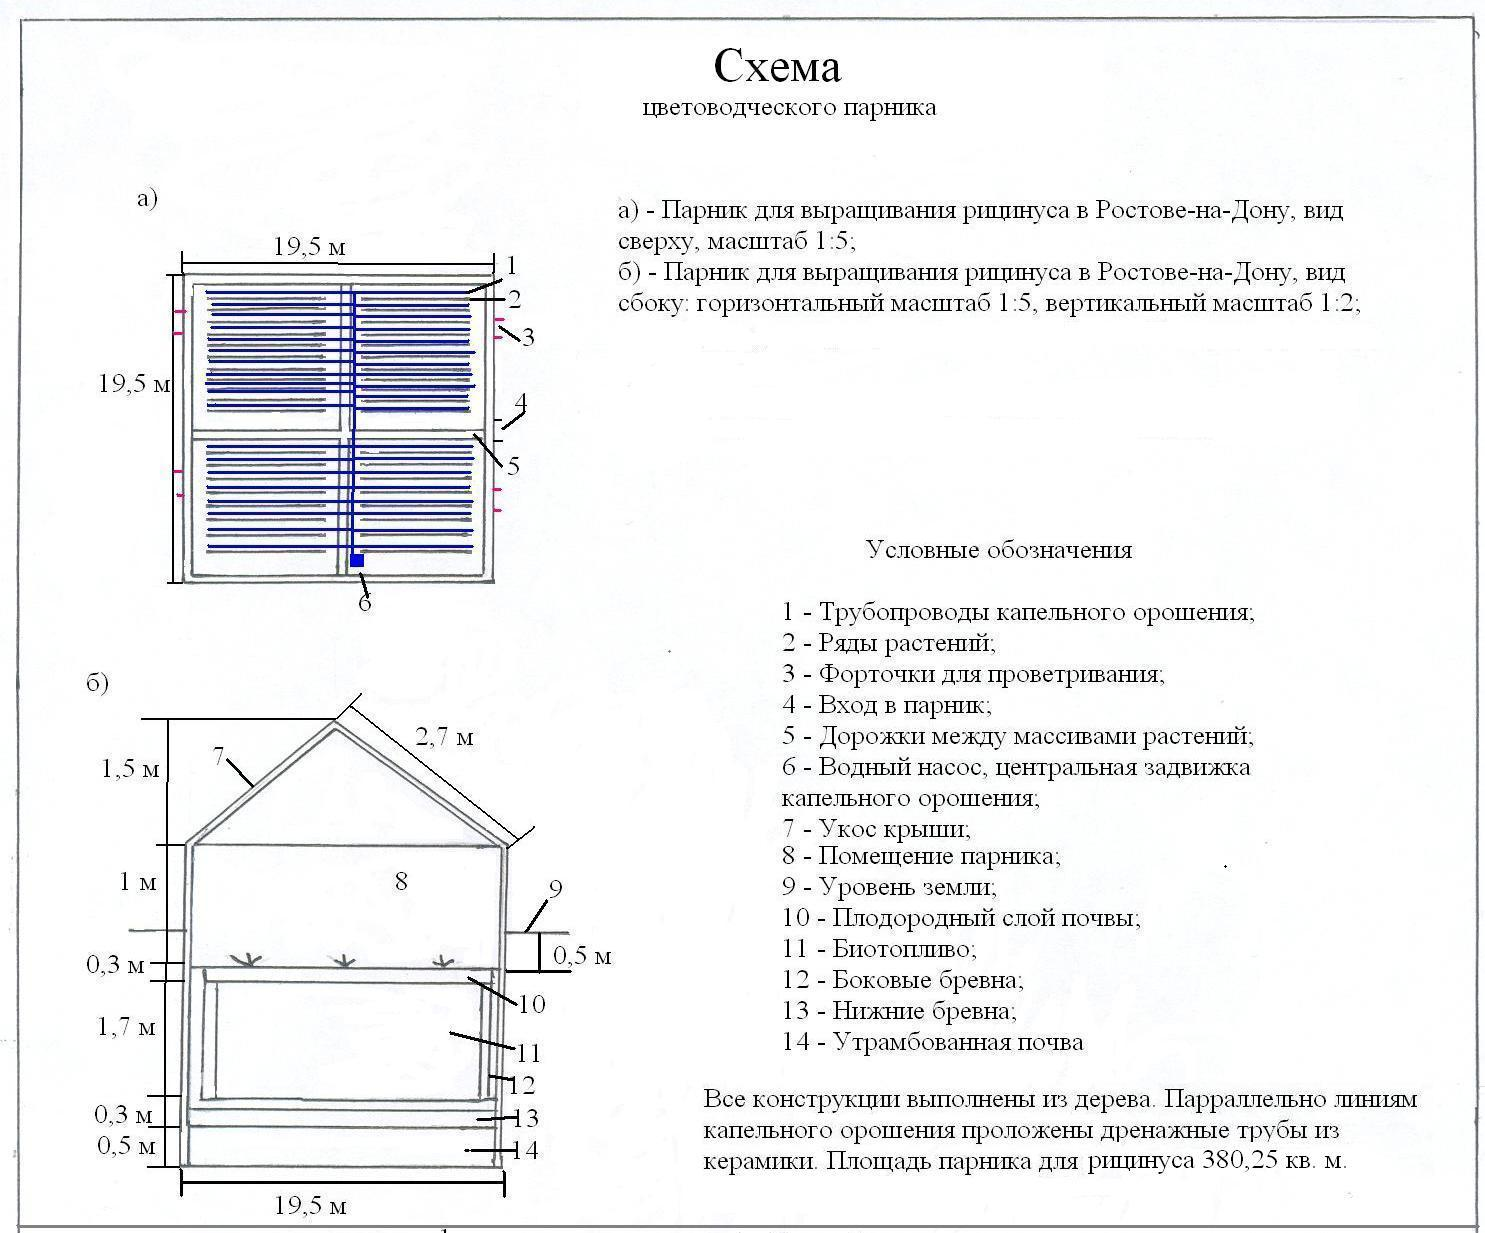 Схема
цветоводческого парника
а)
19,5 м
19,5 м
1
2
3
4
5
6
а) - Парник для выращивания рицинуса в Ростове-на-Дону, вид
сверху, масштаб 1:5;
б) - Парник для выращивания рицинуса в Ростове-на-Дону, вид
сбоку: горизонтальный масштаб 1:5, вертикальный масштаб 1:2;
б)
2,7 м
7
1,5 м
1 м
8
9
0,3 м
0,5 м
10
1,7 м
11
12
0,3 м
13
0,5 м
14
19,5 м
Условные обозначения
1 - Трубопроводы капельного орошения;
2 - Ряды растений;
3 - Форточки для проветривания;
4 - Вход в парник;
5 - Дорожки между массивами растений;
6 - Водный насос, центральная задвижка
капельного орошения;
7 - Укос крыши;
8 - Помещение парника;
9 - Уровень земли;
10 - Плодородный слой почвы;
11 - Биотопливо;
12 - Боковые бревна;
13 - Нижние бревна;
14 - Утрамбованная почва
Все конструкции выполнены из дерева. Парраллельно линиям
капельного орошения проложены дренажные трубы из
керамики. Площадь парника для рицинуса 380,25 кв. м.